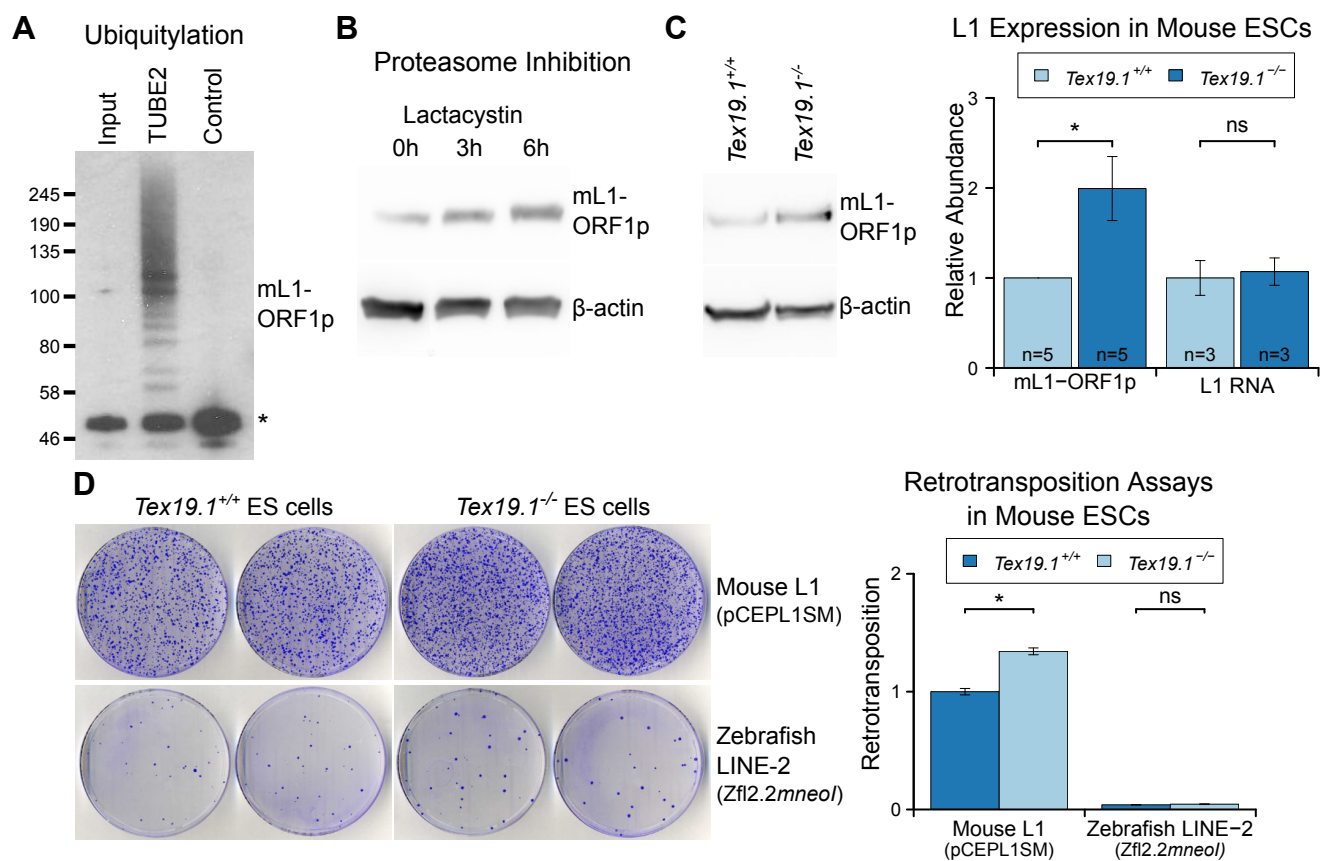 A
Ubiquitylation
Input
TUBE2
Control
245
190
135
100
80
58
46
mL1-
ORF1p
*
B
Proteasome Inhibition
Lactacystin
0h 3h 6h
mL1-
ORF1p
β-actin
C
Tex19.1+/+
Tex19.1-/-
mL1-
ORF1p
β-actin
L1 Expression in Mouse ESCs
Tex19.1+/+ Tex19.1−/−
Relative Abundance
3
2
1
0
*
ns
n=5 n=5 n=3 n=3
mL1−ORF1p L1 RNA
D
Tex19.1+/+ ES cells Tex19.1-/- ES cells
Mouse L1
(pCEPL1SM)
Zebrafish
LINE-2
(Zfl2.2mneoI)
Retrotransposition Assays
in Mouse ESCs
Tex19.1+/+ Tex19.1−/−
Retrotransposition
2
1
0
*
ns
Mouse L1 Zebrafish LINE−2
(pCEPL1SM) (Zfl2.2mneoI)